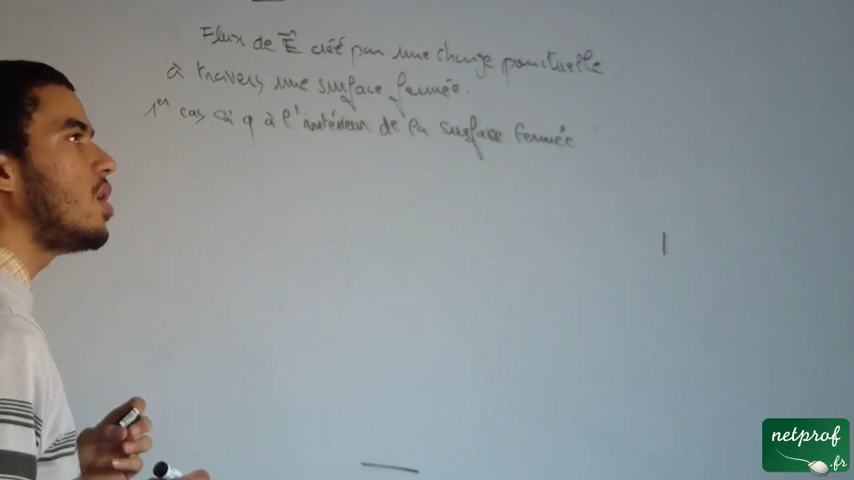 Flux de E⃗ créé par une charge ponctuelle
à travers une surface fermée.
1er cas si q à l'intérieur de la surface fermée
netprof
.fr